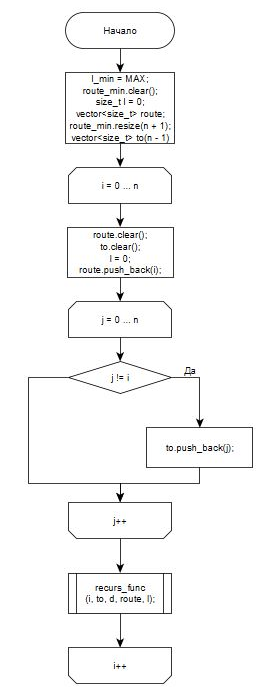 Начало
l_min = MAX;
route_min.clear();
size_t l = 0;
vector<size_t> route;
route_min.resize(n + 1);
vector<size_t> to(n - 1)
i = 0 ... n
route.clear();
to.clear();
l = 0;
route.push_back(i);
j = 0 ... n
j != i
Да
to.push_back(j);
j++
recurs_func
(i, to, d, route, l);
i++